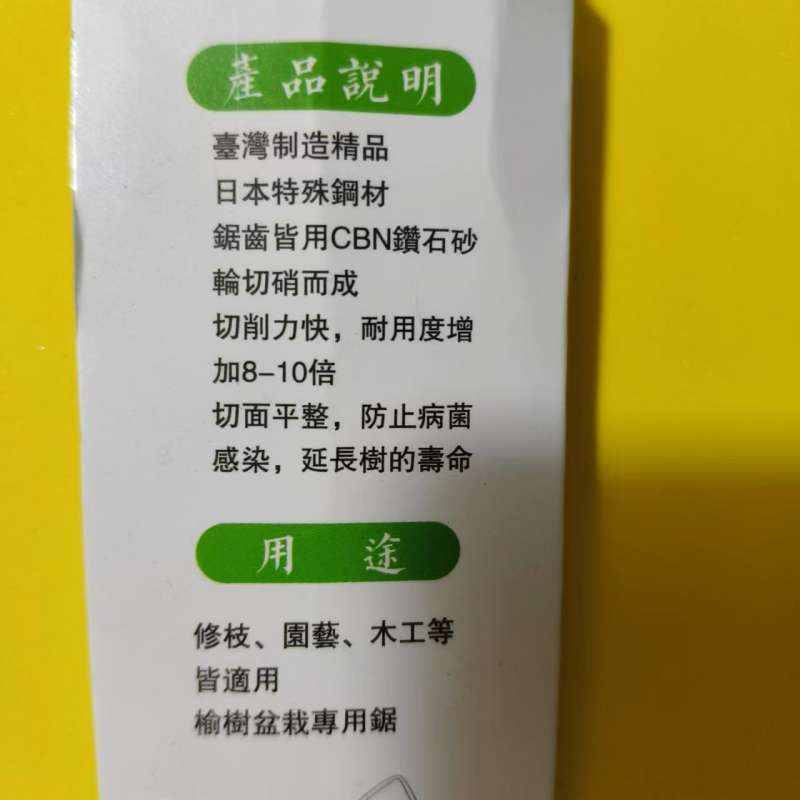 產品說明
臺灣制造精品
日本特殊鋼材
鋸齒皆用CBN鑽石砂
輪切硝而成
切削力快，耐用度增
加8-10倍
切面平整，防止病菌
感染，延長樹的壽命
用途
修枝、園藝、木工等
皆適用
榆樹盆栽專用鋸